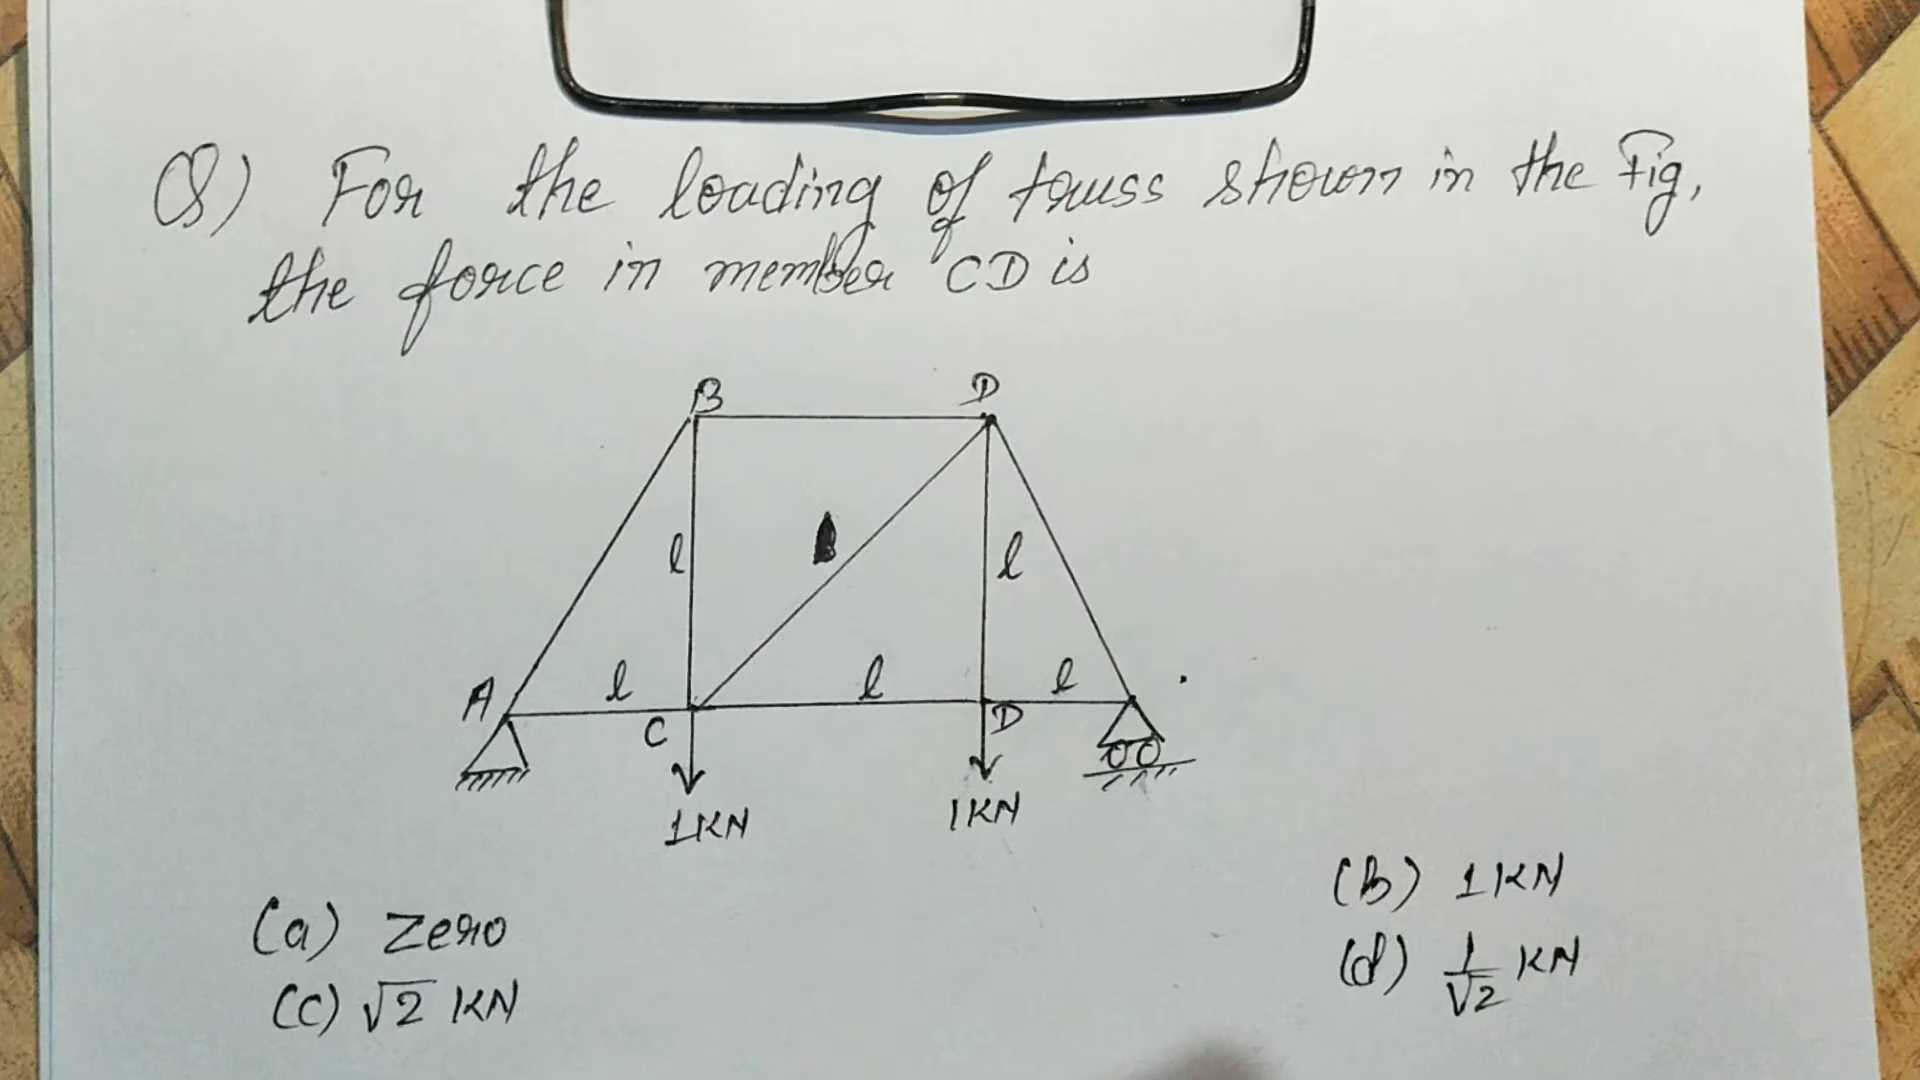 Q) For the loading of truss shown in the Fig,
the force in member CD is
B D
l l
A l C l D l
1KN 1KN
(a) Zero (b) 1KN
(c) √2 KN (d) 1/√2 KN